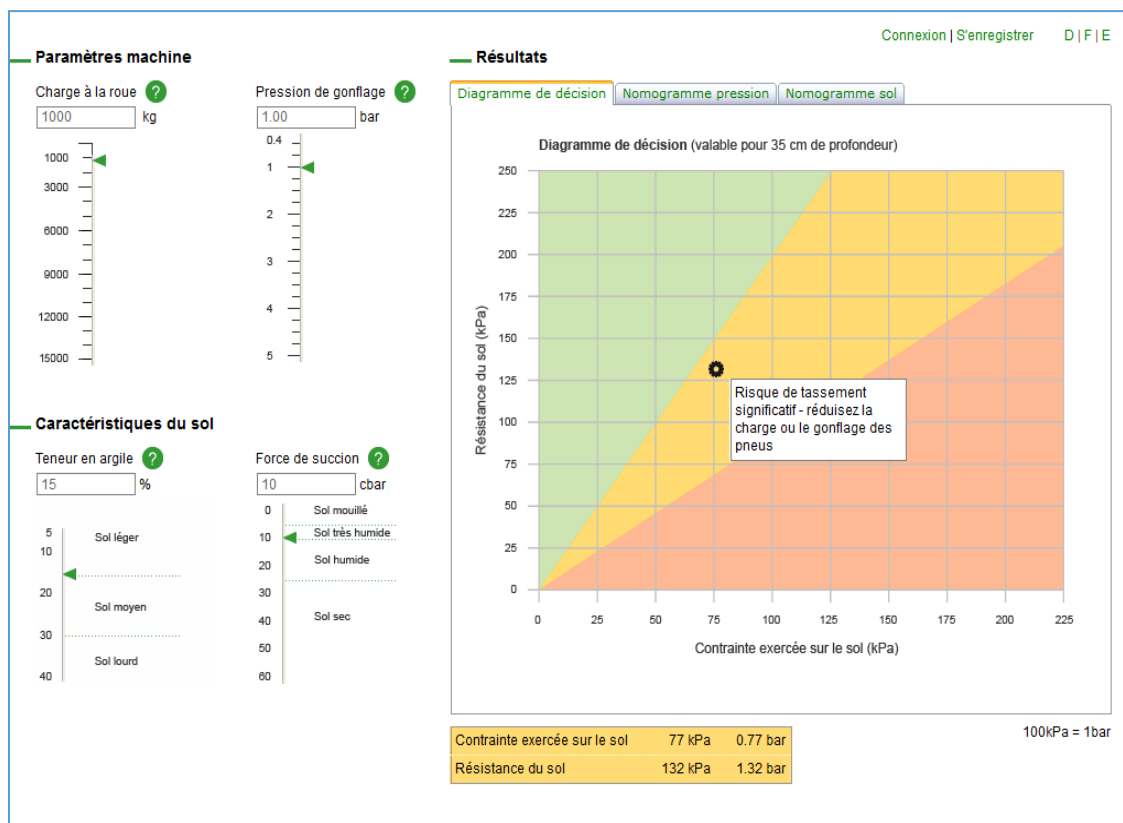 Connexion | S'enregistrer D | F | E
Paramètres machine
Charge à la roue ?
1000 kg
Pression de gonflage ?
1.00 bar
1000
3000
6000
9000
12000
15000
0.4
1
2
3
4
5
Caractéristiques du sol
Teneur en argile ?
15 %
Force de succion ?
10 cbar
5
10
20
30
40
Sol léger
Sol moyen
Sol lourd
0
10
20
30
40
50
60
Sol mouillé
Sol très humide
Sol humide
Sol sec
Résultats
Diagramme de décision
Nomogramme pression
Nomogramme sol
Diagramme de décision (valable pour 35 cm de profondeur)
Résistance du sol (kPa)
250
225
200
175
150
125
100
75
50
25
0
Risque de tassement
significatif - réduisez la
charge ou le gonflage des
pneus
0 25 50 75 100 125 150 175 200 225
Contrainte exercée sur le sol (kPa)
100kPa = 1bar
Contrainte exercée sur le sol 77 kPa 0.77 bar
Résistance du sol 132 kPa 1.32 bar